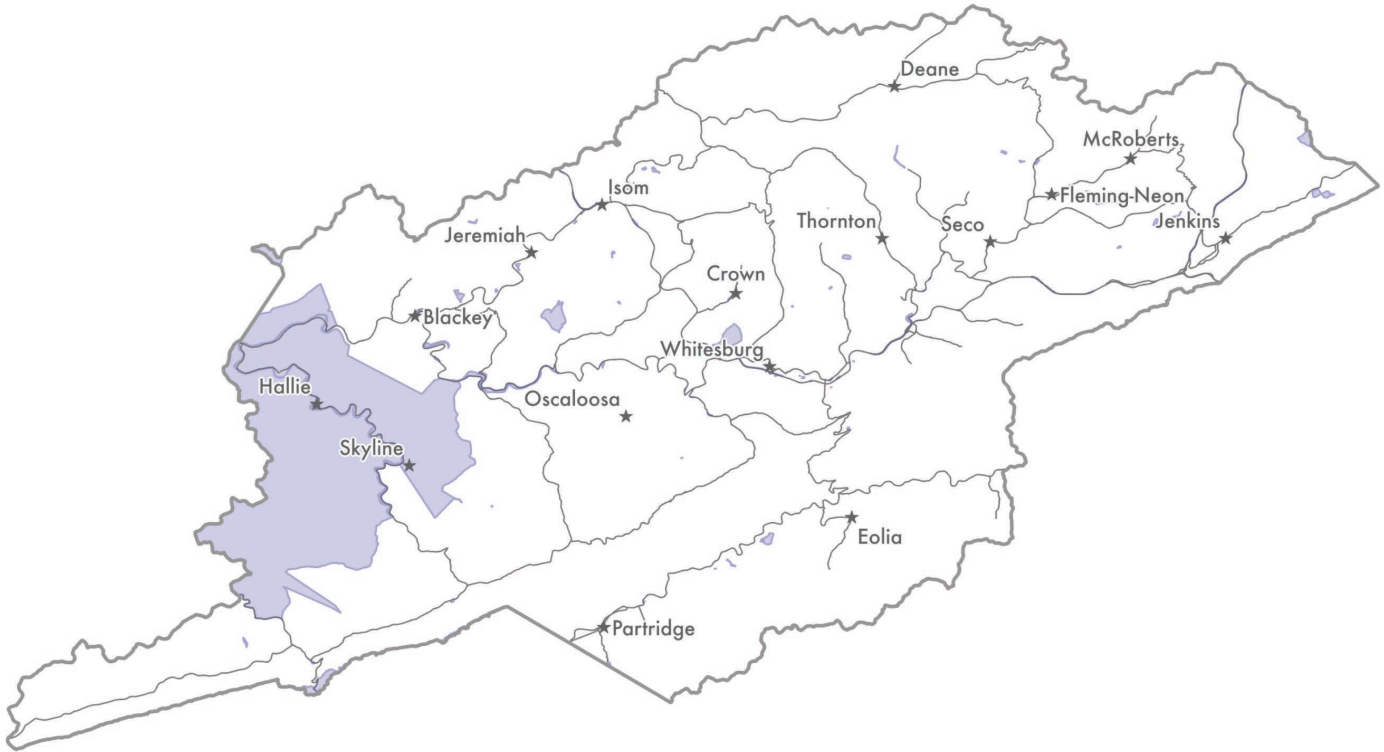 Deane
McRoberts
Isom
Fleming-Neon
Thornton
Seco
Jenkins
Jeremiah
Crown
Blackey
Whitesburg
Hallie
Oscaloosa
Skyline
Eolia
Partridge